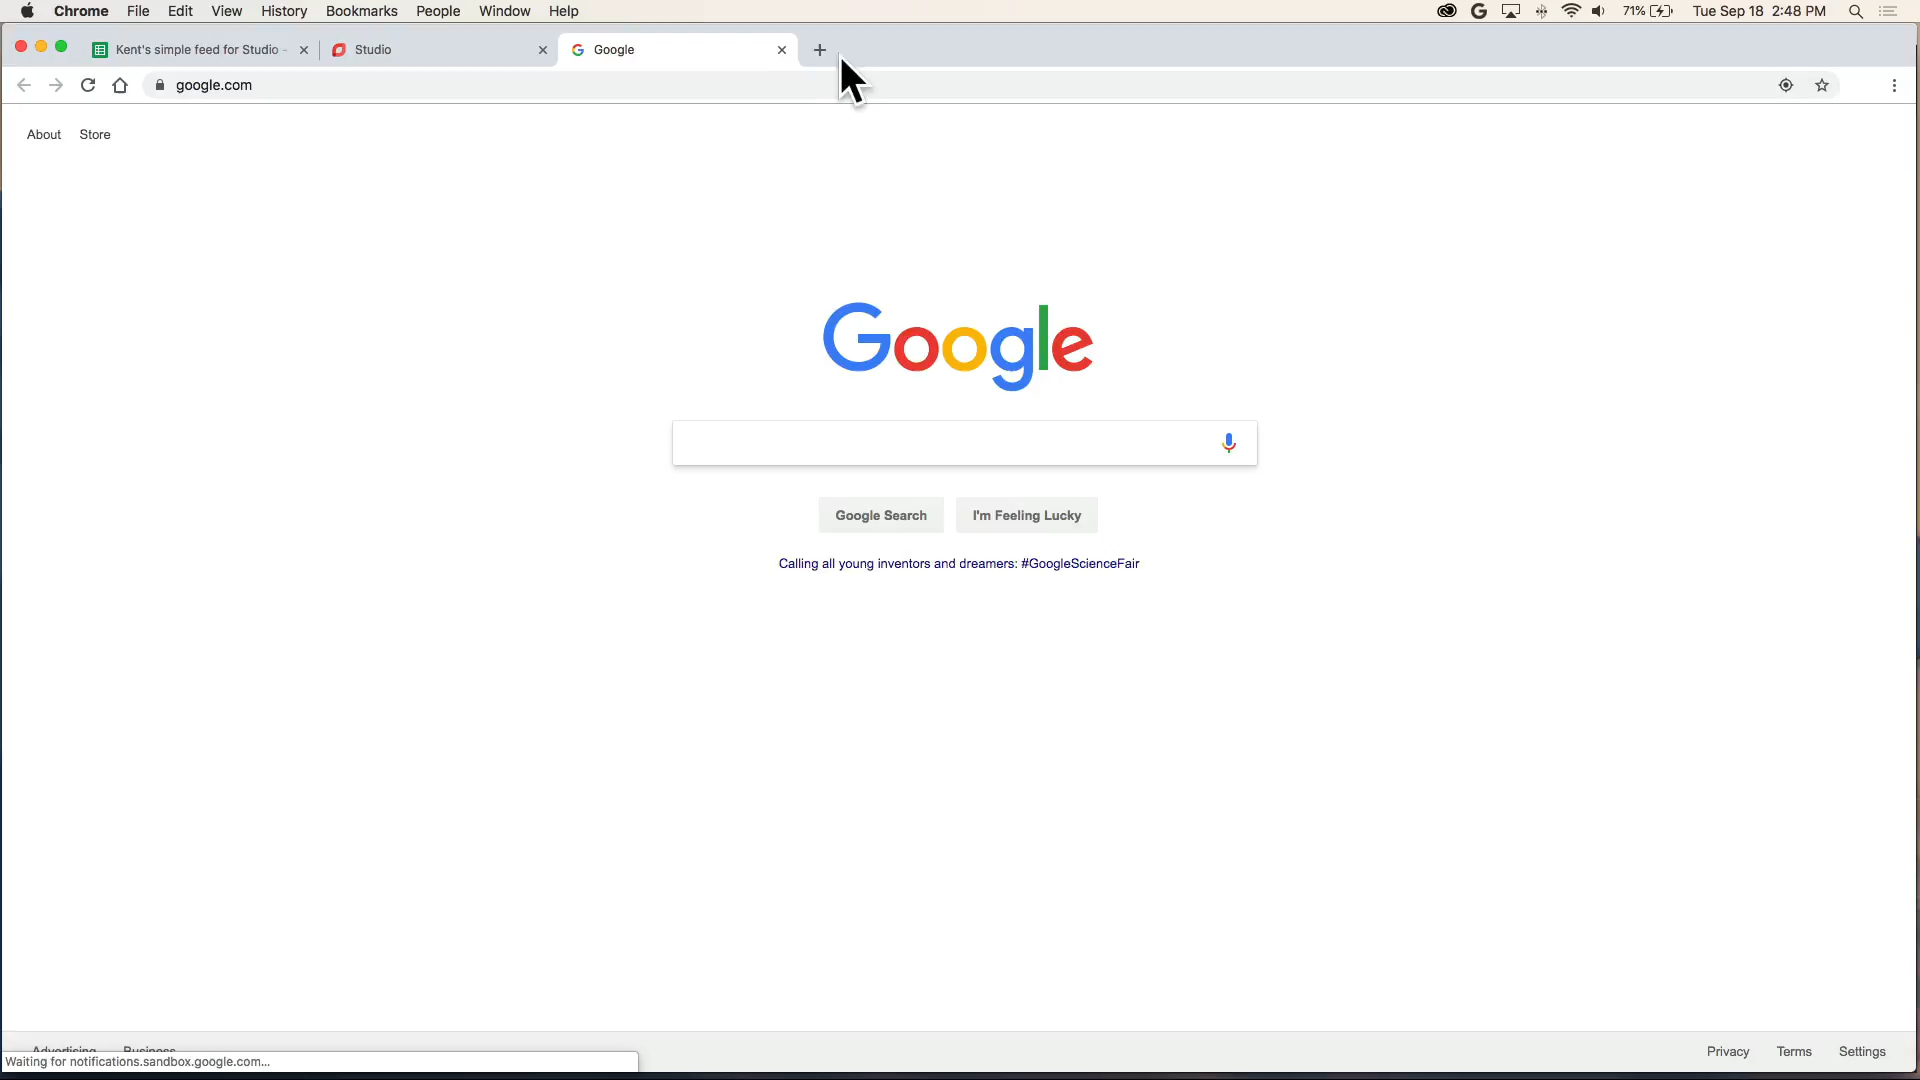 Chrome File Edit View History Bookmarks People Window Help 71% Tue Sep 18 2:48 PM
Kent's simple feed for Studio - Studio Google
google.com
About Store
Google
Google Search I'm Feeling Lucky
Calling all young inventors and dreamers: #GoogleScienceFair
Advertising Business Privacy Terms Settings
Waiting for notifications.sandbox.google.com...